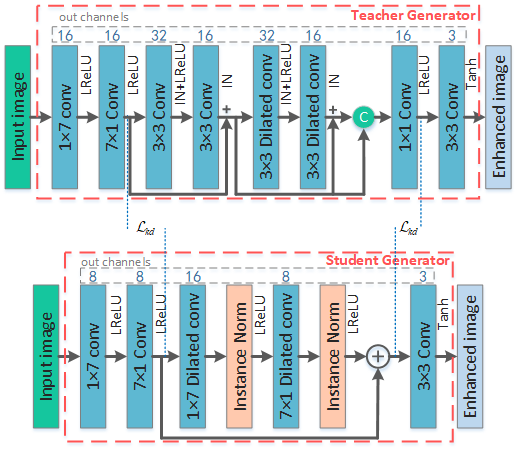 Teacher Generator
out channels
16 16 32 16 32 16 16 3
Input image
1×7 conv
LReLU
7×1 Conv
LReLU
3×3 Conv
IN+LReLU
3×3 Conv
IN
+
3×3 Dilated conv
IN+LReLU
3×3 Dilated conv
IN
+
C
1×1 Conv
LReLU
3×3 Conv
Tanh
Enhanced image
ℒkd
ℒkd
Student Generator
out channels
8 8 16 8 3
Input image
1×7 conv
LReLU
7×1 Conv
LReLU
1×7 Dilated conv
Instance Norm
LReLU
7×1 Dilated conv
Instance Norm
LReLU
+
3×3 Conv
Tanh
Enhanced image